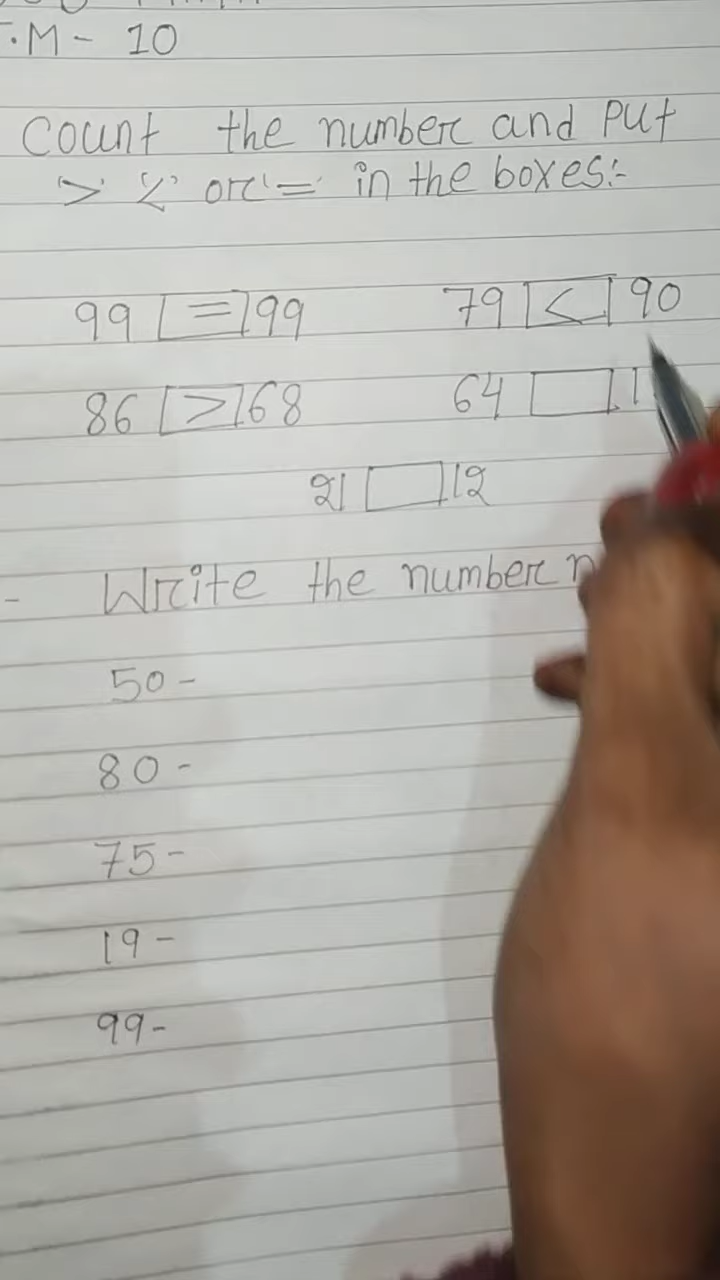 .M- 10
Count the number and put
'>' '<' or '=' in the boxes:-
99 = 99 79 < 90
86 > 68 64
21 12
- Write the number
50 -
80 -
75 -
19 -
99 -